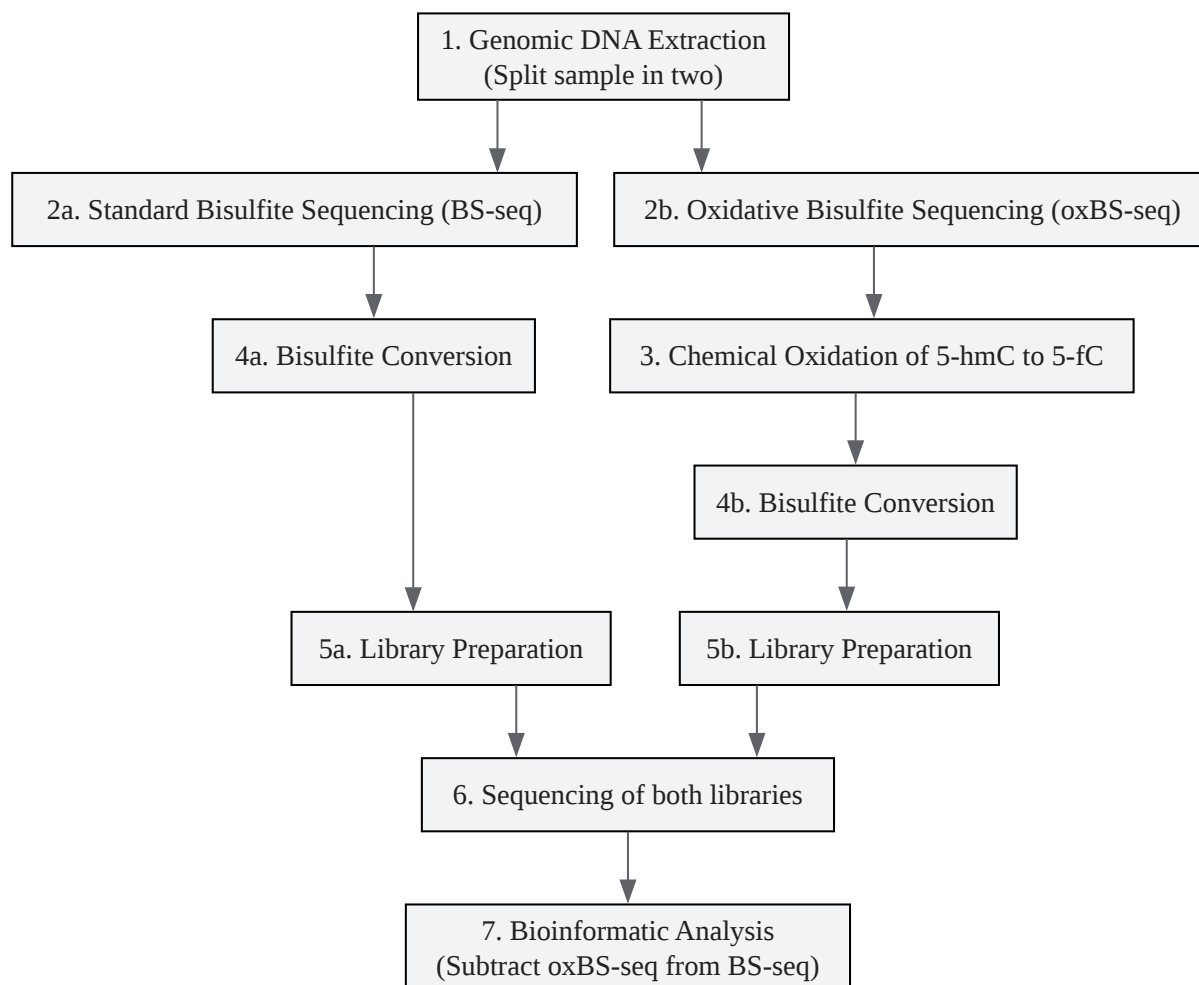 1. Genomic DNA Extraction
(Split sample in two)
2a. Standard Bisulfite Sequencing (BS-seq)
2b. Oxidative Bisulfite Sequencing (oxBS-seq)
4a. Bisulfite Conversion
3. Chemical Oxidation of 5-hmC to 5-fC
4b. Bisulfite Conversion
5a. Library Preparation
5b. Library Preparation
6. Sequencing of both libraries
7. Bioinformatic Analysis
(Subtract oxBS-seq from BS-seq)